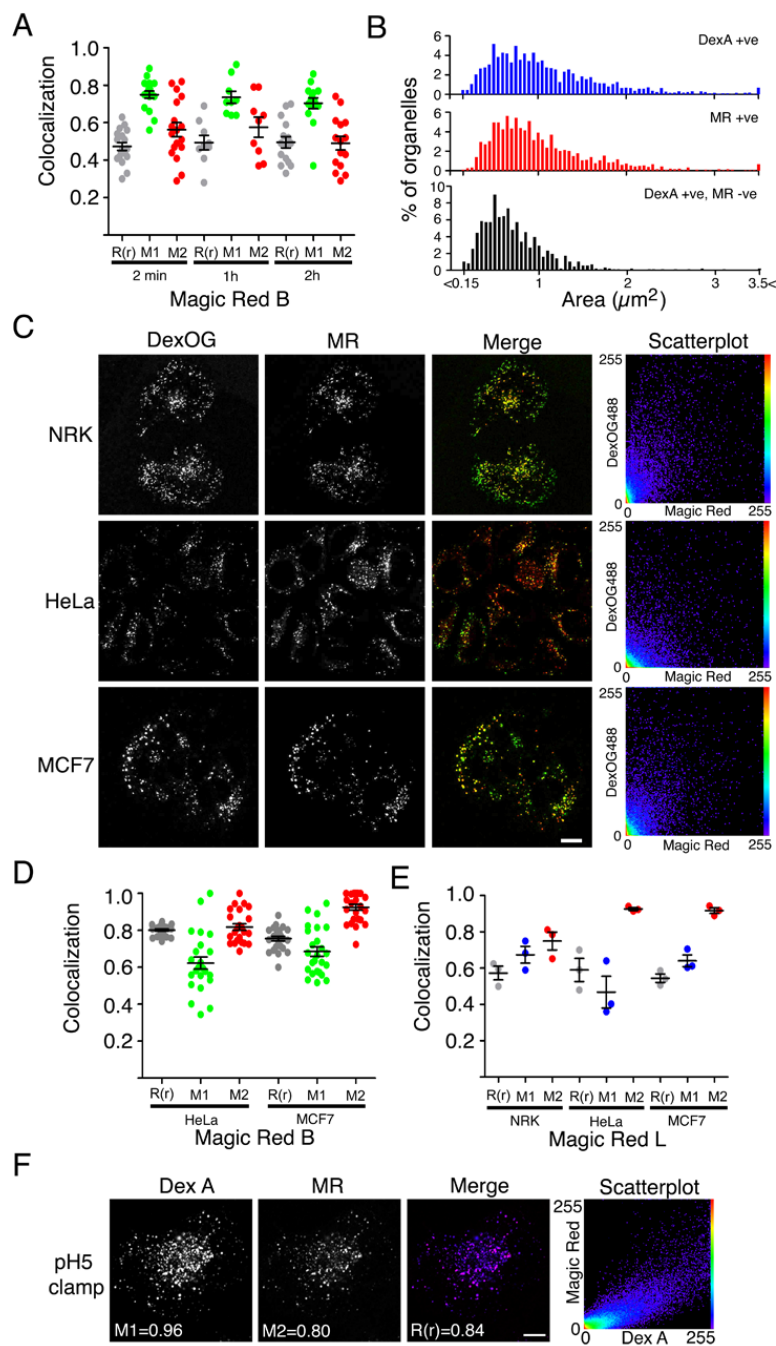 A
Colocalization
1.0
0.8
0.6
0.4
0.2
R(r) M1 M2 R(r) M1 M2 R(r) M1 M2
2 min 1h 2h
Magic Red B
B
% of organelles
DexA +ve
6
4
2
0
MR +ve
6
4
2
0
DexA +ve, MR -ve
10
8
6
4
2
0
<0.15 1 2 3 3.5<
Area (µm²)
C
DexOG MR Merge Scatterplot
NRK
255
DexOG488
0
0 Magic Red 255
HeLa
255
DexOG488
0
0 Magic Red 255
MCF7
255
DexOG488
0
0 Magic Red 255
D
Colocalization
1.0
0.8
0.6
0.4
0.2
R(r) M1 M2 R(r) M1 M2
HeLa MCF7
Magic Red B
E
Colocalization
1.0
0.8
0.6
0.4
0.2
R(r) M1 M2 R(r) M1 M2 R(r) M1 M2
NRK HeLa MCF7
Magic Red L
F
Dex A MR Merge Scatterplot
pH5
clamp
M1=0.96 M2=0.80 R(r)=0.84
255
Magic Red
0
0 Dex A 255